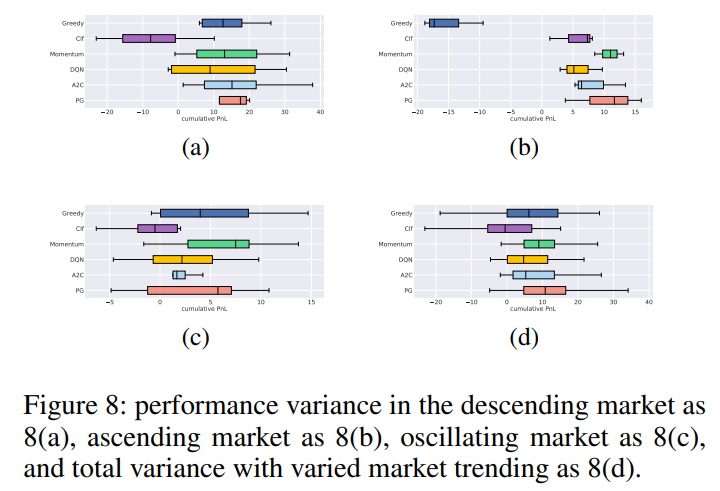 Greedy
Clf
Momentum
DQN
A2C
PG
−20 −10 0 10 20 30 40
cumulative PnL
(a)
Greedy
Clf
Momentum
DQN
A2C
PG
−20 −15 −10 −5 0 5 10 15
cumulative PnL
(b)
Greedy
Clf
Momentum
DQN
A2C
PG
−5 0 5 10 15
cumulative PnL
(c)
Greedy
Clf
Momentum
DQN
A2C
PG
−20 −10 0 10 20 30 40
cumulative PnL
(d)
Figure 8: performance variance in the descending market as
8(a), ascending market as 8(b), oscillating market as 8(c),
and total variance with varied market trending as 8(d).